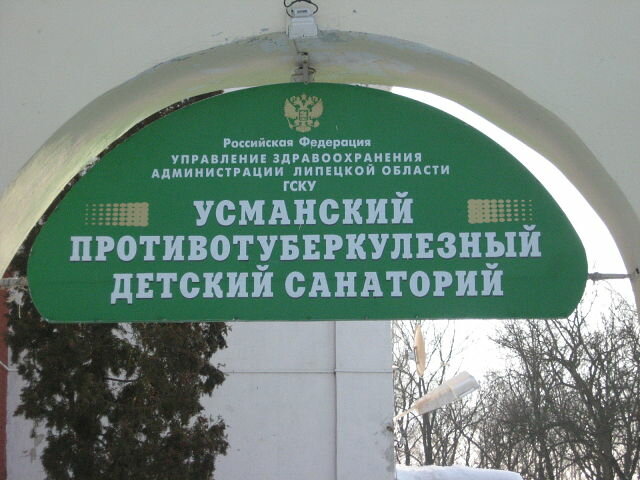 Российская Федерация
УПРАВЛЕНИЕ ЗДРАВООХРАНЕНИЯ
АДМИНИСТРАЦИИ ЛИПЕЦКОЙ ОБЛАСТИ
ГСКУ
УСМАНСКИЙ
ПРОТИВОТУБЕРКУЛЕЗНЫЙ
ДЕТСКИЙ САНАТОРИЙ